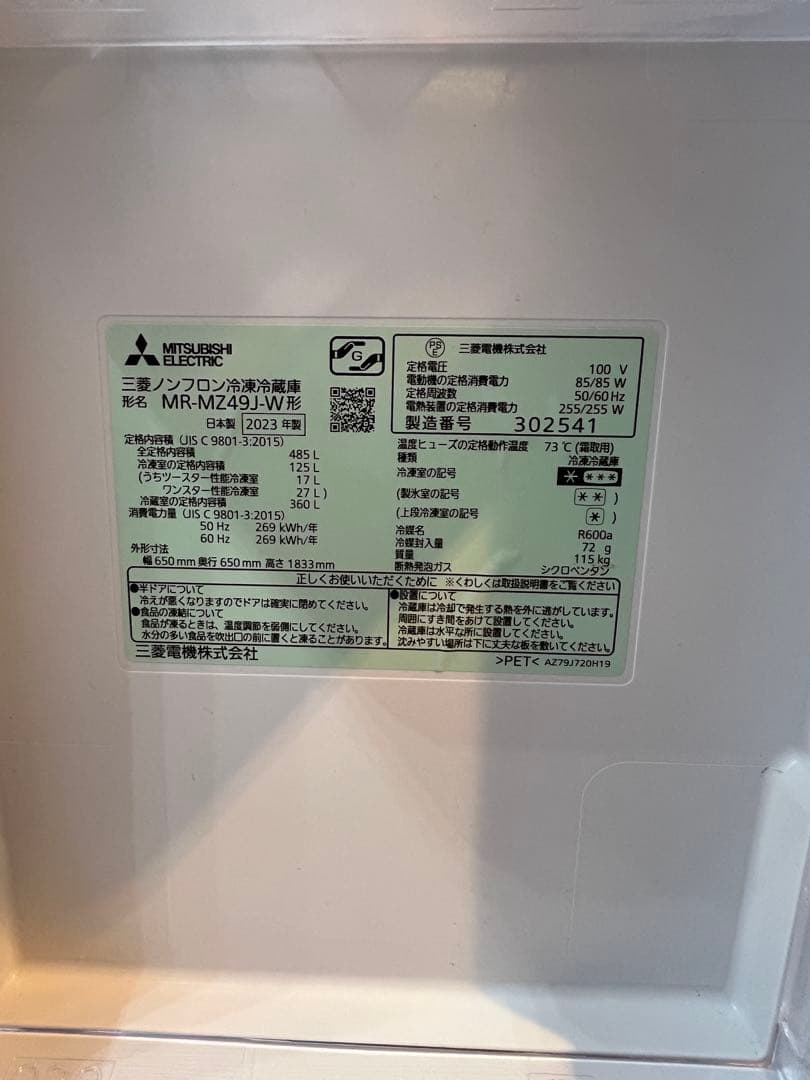 MITSUBISHI
ELECTRIC
G
三菱ノンフロン冷凍冷蔵庫
形名 MR-MZ49J-W形
日本製 2023 年製
定格内容積 (JIS C 9801-3:2015)
全定格内容積 485 L
冷凍室の定格内容積 125 L
(うちツースター性能冷凍室 17 L
ワンスター性能冷凍室 27 L)
冷蔵室の定格内容積 360 L
消費電力量 (JIS C 9801-3:2015)
50 Hz 269 kWh/年
60 Hz 269 kWh/年
外形寸法
幅 650 mm 奥行 650 mm 高さ 1833 mm
PS
E
三菱電機株式会社
定格電圧 100 V
電動機の定格消費電力 85/85 W
定格周波数 50/60 Hz
電熱装置の定格消費電力 255/255 W
製造番号 302541
温度ヒューズの定格動作温度 73 ℃ (霜取用)
種類 冷凍冷蔵庫
冷凍室の記号 * ***
(製氷室の記号 ** )
(上段冷凍室の記号 * )
冷媒名 R600a
冷媒封入量 72 g
質量 115 kg
断熱発泡ガス シクロペンタン
正しくお使いいただくために ※くわしくは取扱説明書をご覧ください
●半ドアについて
冷えが悪くなりますのでドアは確実に閉めてください。
●食品の凍結について
食品が凍るときは、温度調節を弱側にしてください。
水分の多い食品を吹出口の前に置くと凍ることがあります。
●設置について
冷蔵庫は冷却で発生する熱を外に逃がしています。
周囲にすき間をあけて設置してください。
冷蔵庫は水平な所に設置してください。
沈みやすい場所は下に丈夫な板を敷いてください。
三菱電機株式会社
>PET< AZ79J720H19